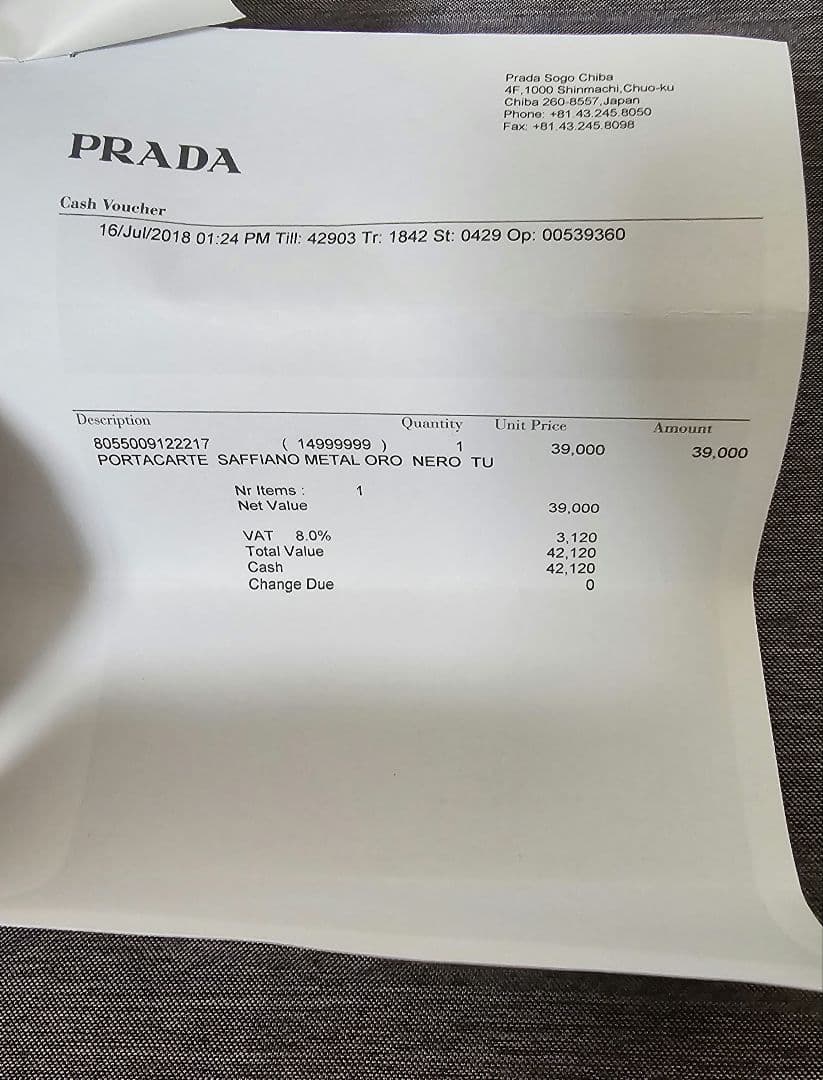 Prada Sogo Chiba
4F,1000 Shinmachi,Chuo-ku
Chiba 260-8557,Japan
Phone: +81.43.245.8050
Fax: +81.43.245.8098
PRADA
Cash Voucher
16/Jul/2018 01:24 PM Till: 42903 Tr: 1842 St: 0429 Op: 00539360
Description Quantity Unit Price Amount
8055009122217 ( 14999999 ) 1 39,000 39,000
PORTACARTE SAFFIANO METAL ORO NERO TU
Nr Items : 1
Net Value 39,000
VAT 8.0% 3,120
Total Value 42,120
Cash 42,120
Change Due 0